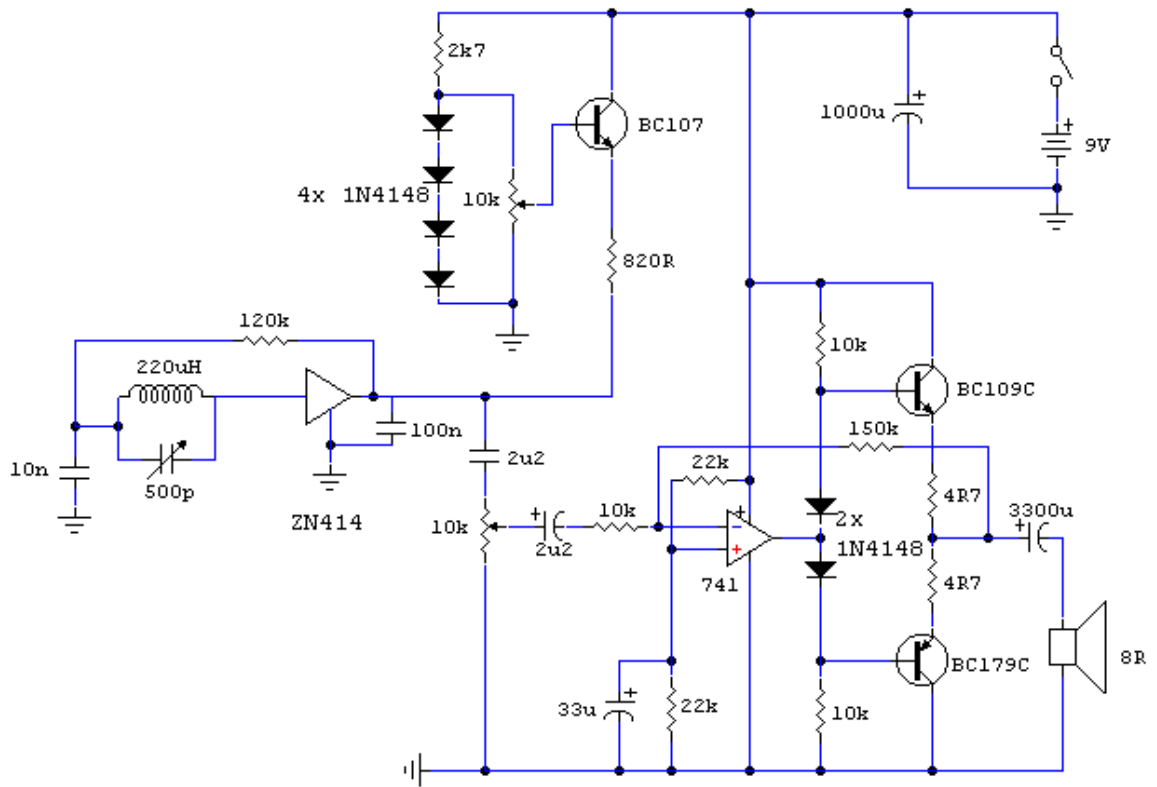 2k7
BC107
1000u
+
+
9V
4x 1N4148
10k
820R
120k
220uH
10k
BC109C
100n
150k
10n
500p
2u2
22k
4R7
ZN414
10k
+
2u2
10k
+
−
+
2x
1N4148
3300u
+
741
4R7
BC179C
8R
33u
+
22k
10k